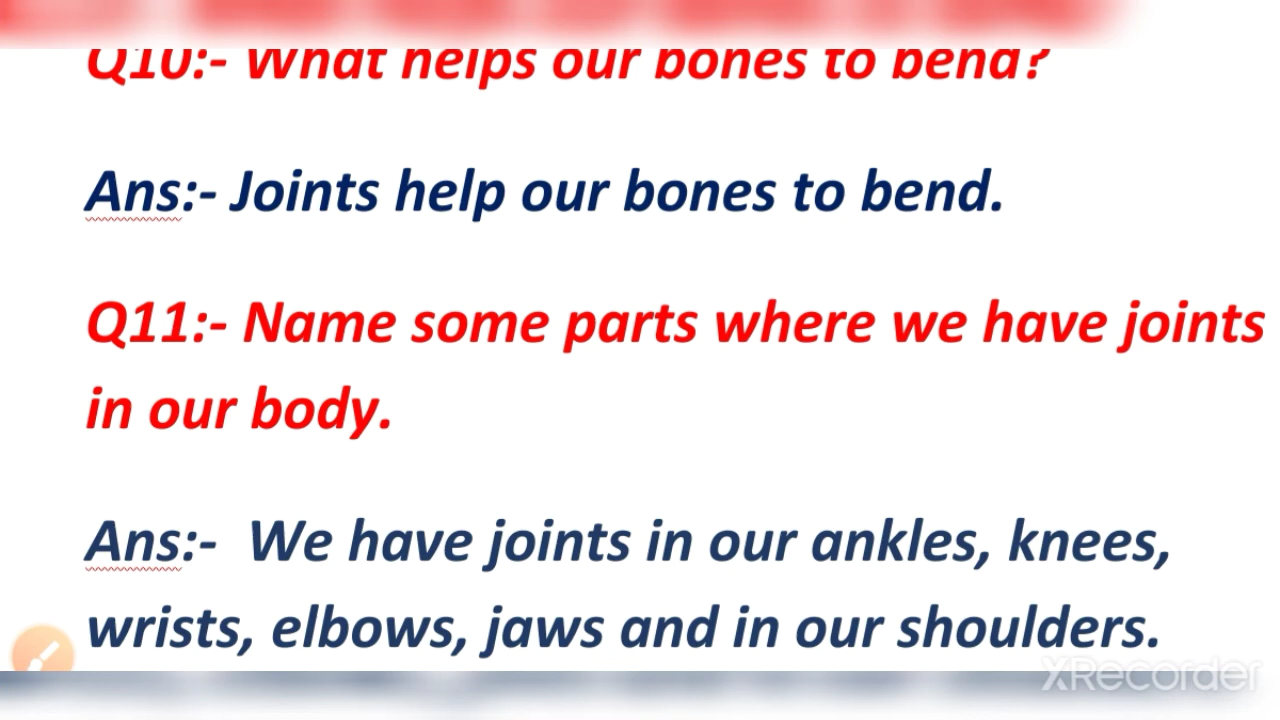 Q10:- What helps our bones to bend?
Ans:- Joints help our bones to bend.
Q11:- Name some parts where we have joints
in our body.
Ans:- We have joints in our ankles, knees,
wrists, elbows, jaws and in our shoulders.
XRecorder